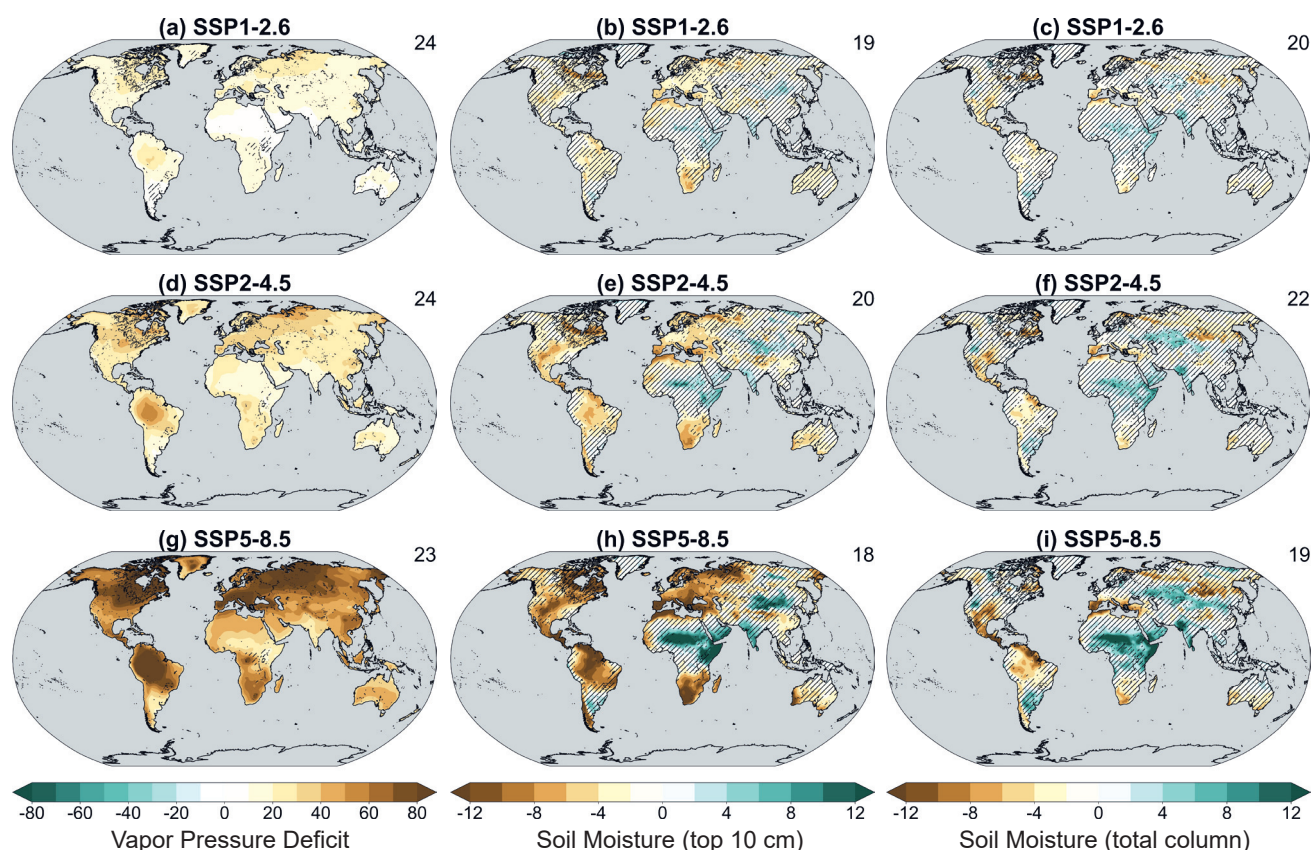 (a) SSP1-2.6
24
(b) SSP1-2.6
19
(c) SSP1-2.6
20
(d) SSP2-4.5
24
(e) SSP2-4.5
20
(f) SSP2-4.5
22
(g) SSP5-8.5
23
(h) SSP5-8.5
18
(i) SSP5-8.5
19
-80 -60 -40 -20 0 20 40 60 80
Vapor Pressure Deficit
-12 -8 -4 0 4 8 12
Soil Moisture (top 10 cm)
-12 -8 -4 0 4 8 12
Soil Moisture (total column)